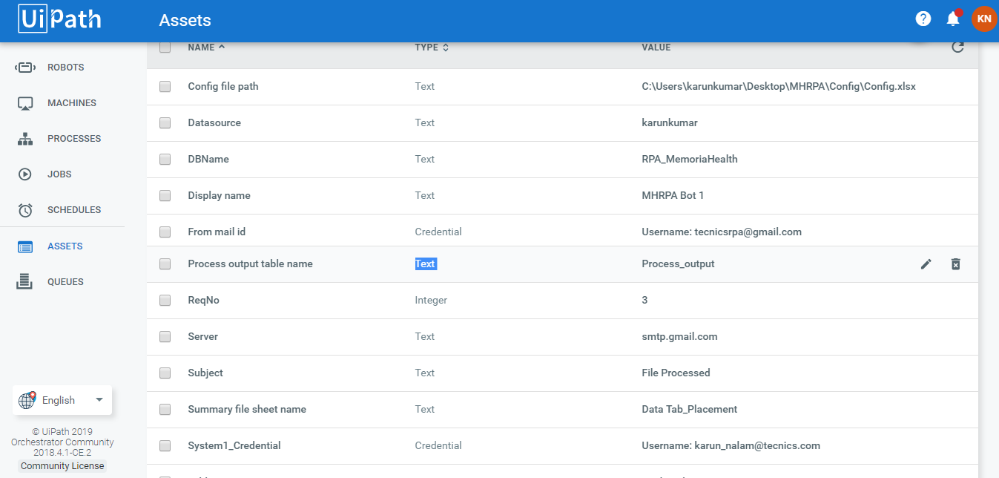 UiPath
Assets
?
KN
NAME TYPE VALUE
ROBOTS
MACHINES
PROCESSES
JOBS
SCHEDULES
ASSETS
QUEUES
Config file path Text C:\Users\karunkumar\Desktop\MHRPA\Config\Config.xlsx
Datasource Text karunkumar
DBName Text RPA_MemoriaHealth
Display name Text MHRPA Bot 1
From mail id Credential Username: tecnicsrpa@gmail.com
Process output table name Text Process_output
ReqNo Integer 3
Server Text smtp.gmail.com
Subject Text File Processed
Summary file sheet name Text Data Tab_Placement
System1_Credential Credential Username: karun_nalam@tecnics.com
English
© UiPath 2019
Orchestrator Community
2018.4.1-CE.2
Community License